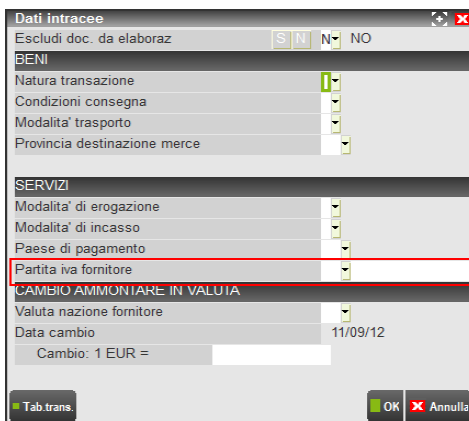 Dati intracee
Escludi doc. da elaboraz S N N NO
BENI
Natura transazione
Condizioni consegna
Modalita' trasporto
Provincia destinazione merce
SERVIZI
Modalita' di erogazione
Modalita' di incasso
Paese di pagamento
Partita iva fornitore
CAMBIO AMMONTARE IN VALUTA
Valuta nazione fornitore
Data cambio 11/09/12
Cambio: 1 EUR =
Tab.trans. OK Annulla